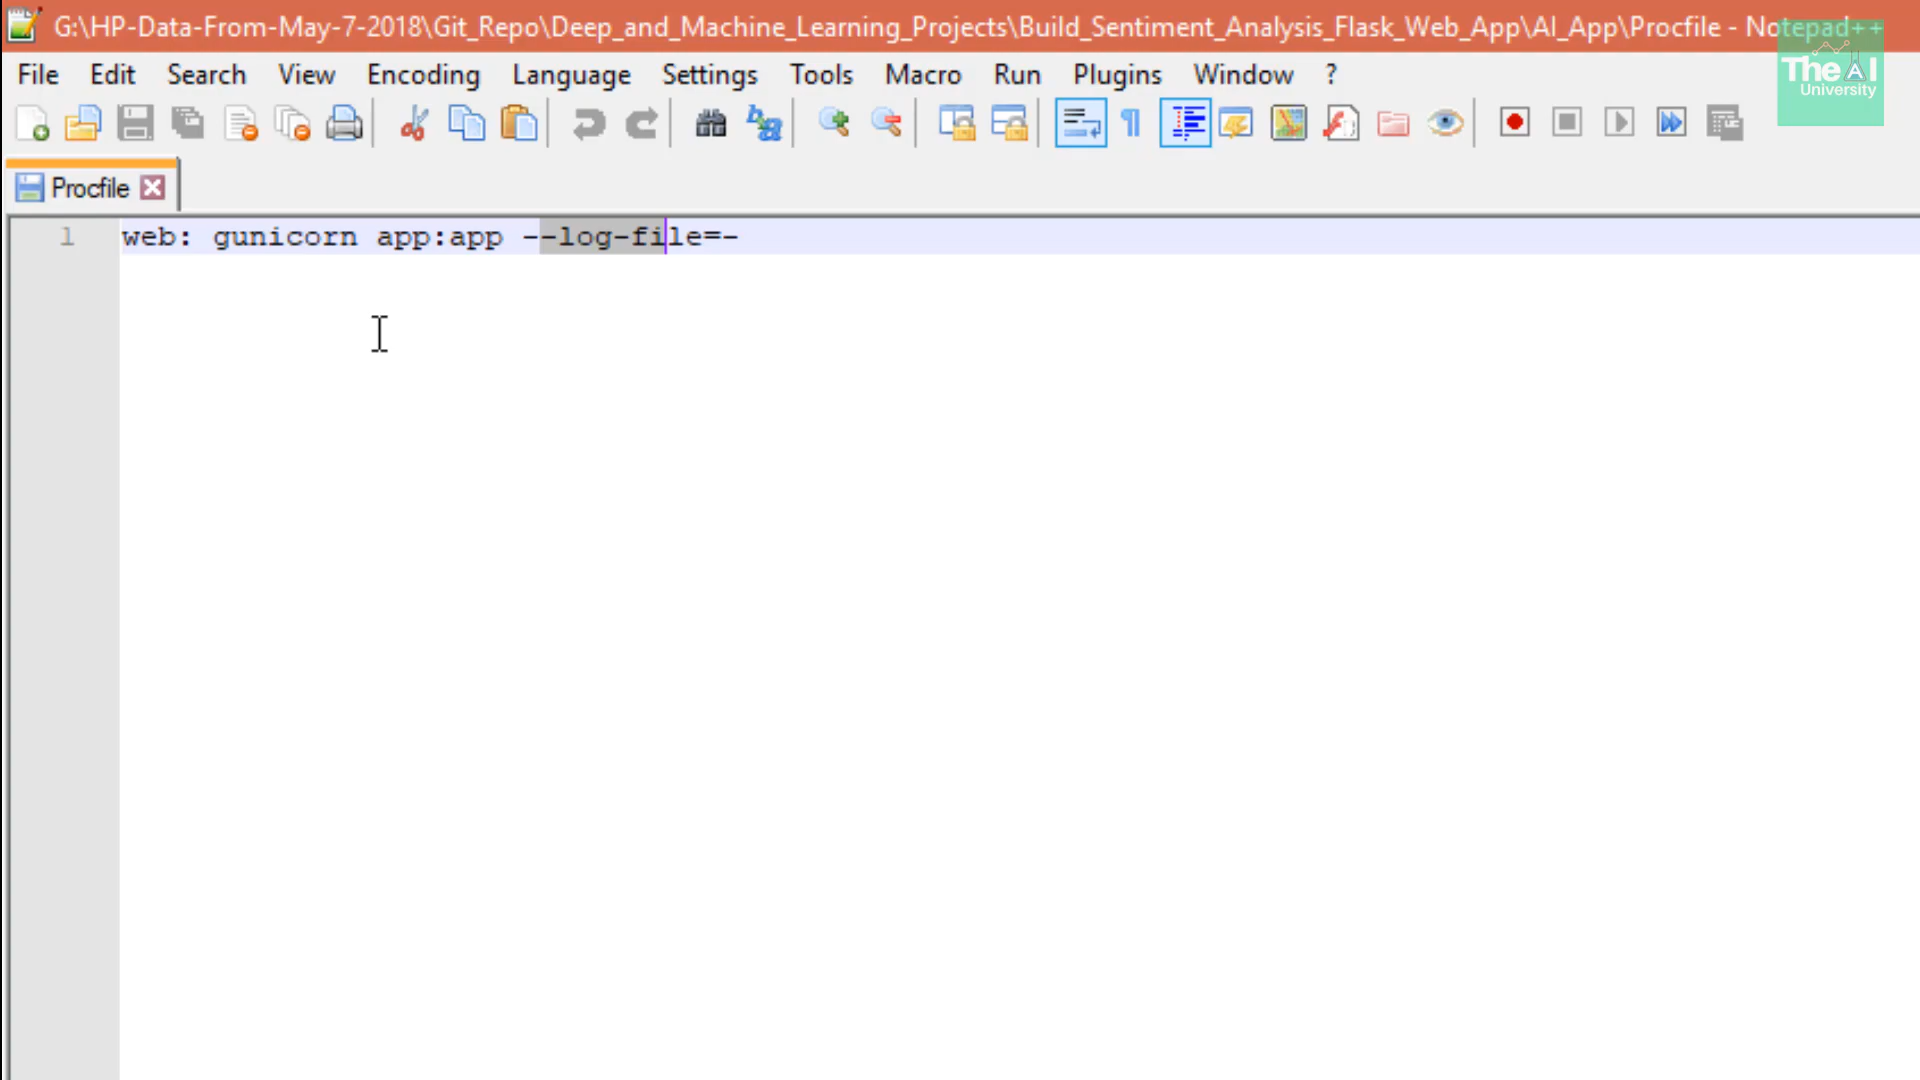 G:\HP-Data-From-May-7-2018\Git_Repo\Deep_and_Machine_Learning_Projects\Build_Sentiment_Analysis_Flask_Web_App\AI_App\Procfile - Notepad++
The AI
University
File Edit Search View Encoding Language Settings Tools Macro Run Plugins Window ?
Procfile
1 web: gunicorn app:app --log-file=-